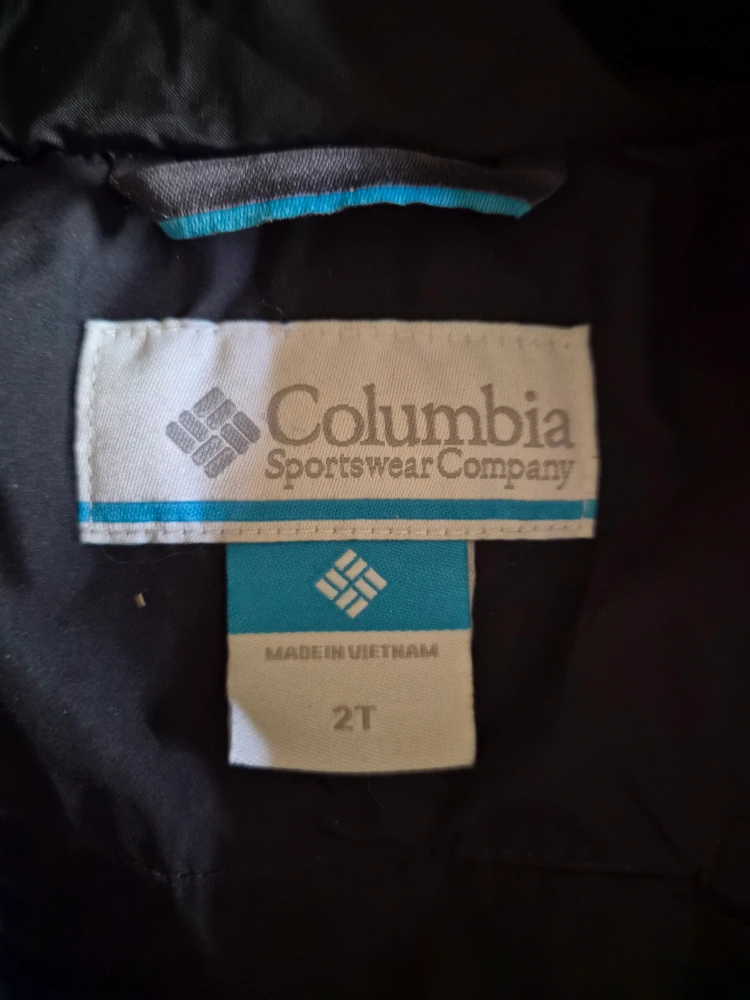 Columbia
Sportswear Company
MADE IN VIETNAM
2T